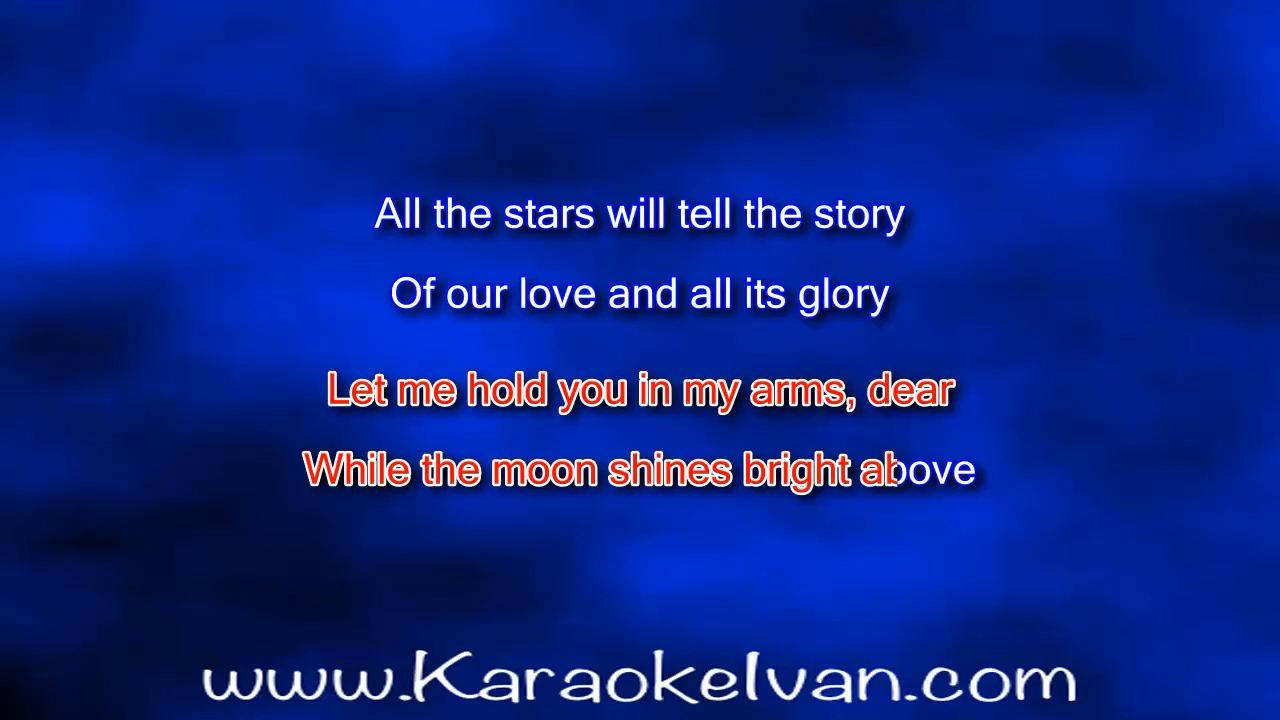 All the stars will tell the story
Of our love and all its glory
Let me hold you in my arms, dear
While the moon shines bright above
www.KaraokeIvan.com